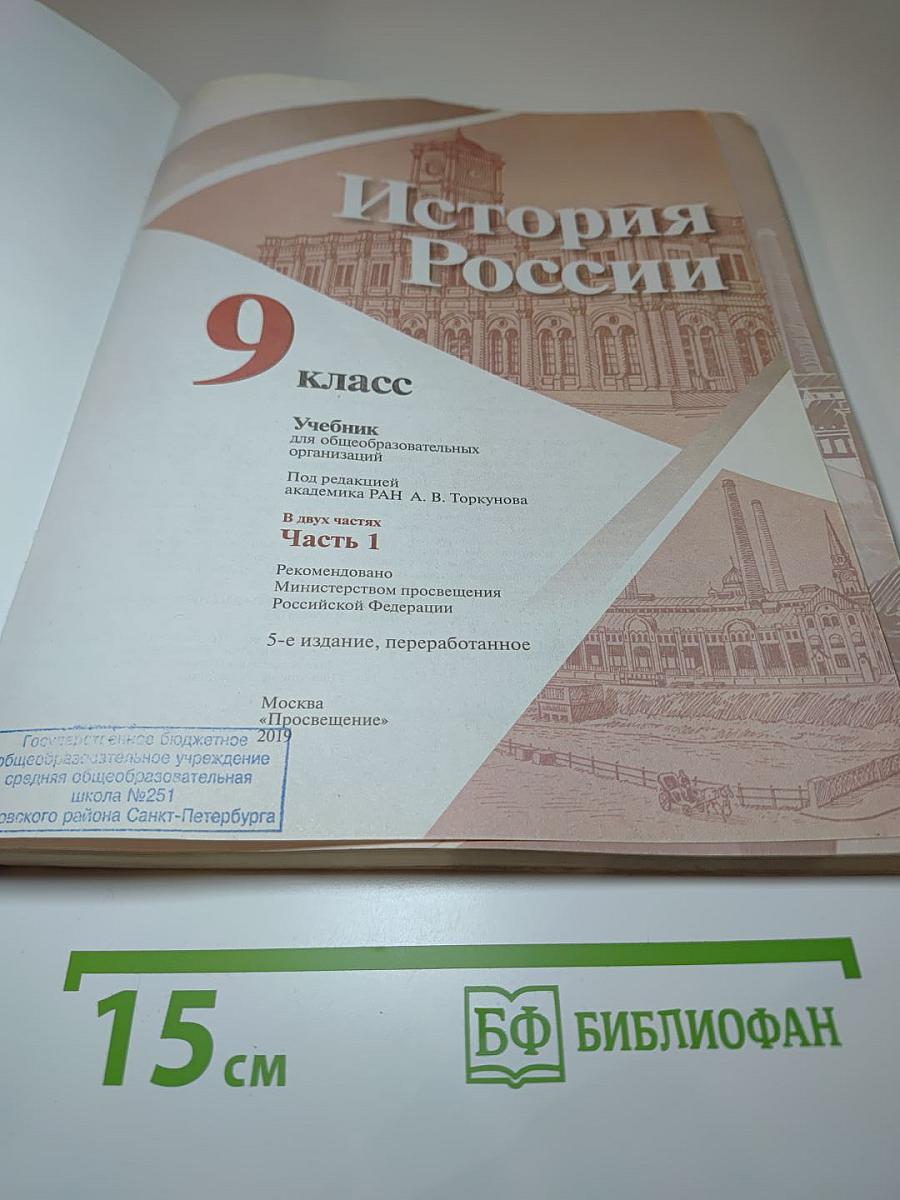 История
России
9
класс
Учебник
для общеобразовательных
организаций
Под редакцией
академика РАН А. В. Торкунова
В двух частях
Часть 1
Рекомендовано
Министерством просвещения
Российской Федерации
5-е издание, переработанное
Москва
«Просвещение»
2019
Государственное бюджетное
общеобразовательное учреждение
средняя общеобразовательная
школа №251
района Санкт-Петербурга
15 см
БФ БИБЛИОФАН